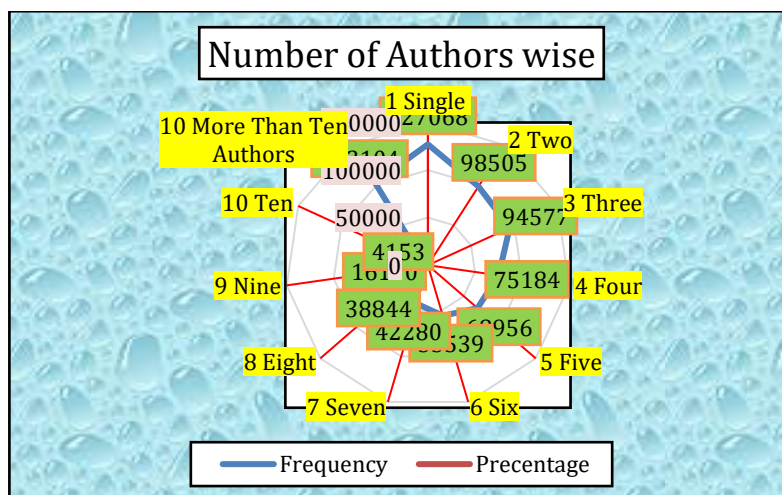 Number of Authors wise
1 Single
2 Two
98505
10 More Than Ten
Authors
100000
3 Three
94577
10 Ten
50000
4153
0
75184
4 Four
9 Nine
38844
42280
5 Five
8 Eight
7 Seven
6 Six
Frequency
Precentage